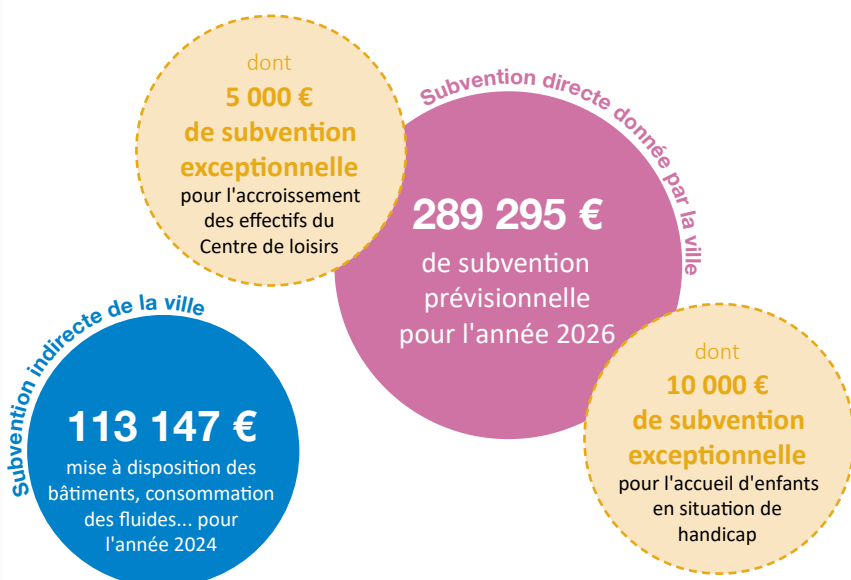 dont
5 000 €
de subvention
exceptionnelle
pour l'accroissement
des effectifs du
Centre de loisirs
Subvention directe donnée par la ville
289 295 €
de subvention
prévisionnelle
pour l'année 2026
Subvention indirecte de la ville
113 147 €
mise à disposition des
bâtiments, consommation
des fluides... pour
l'année 2024
dont
10 000 €
de subvention
exceptionnelle
pour l'accueil d'enfants
en situation de
handicap